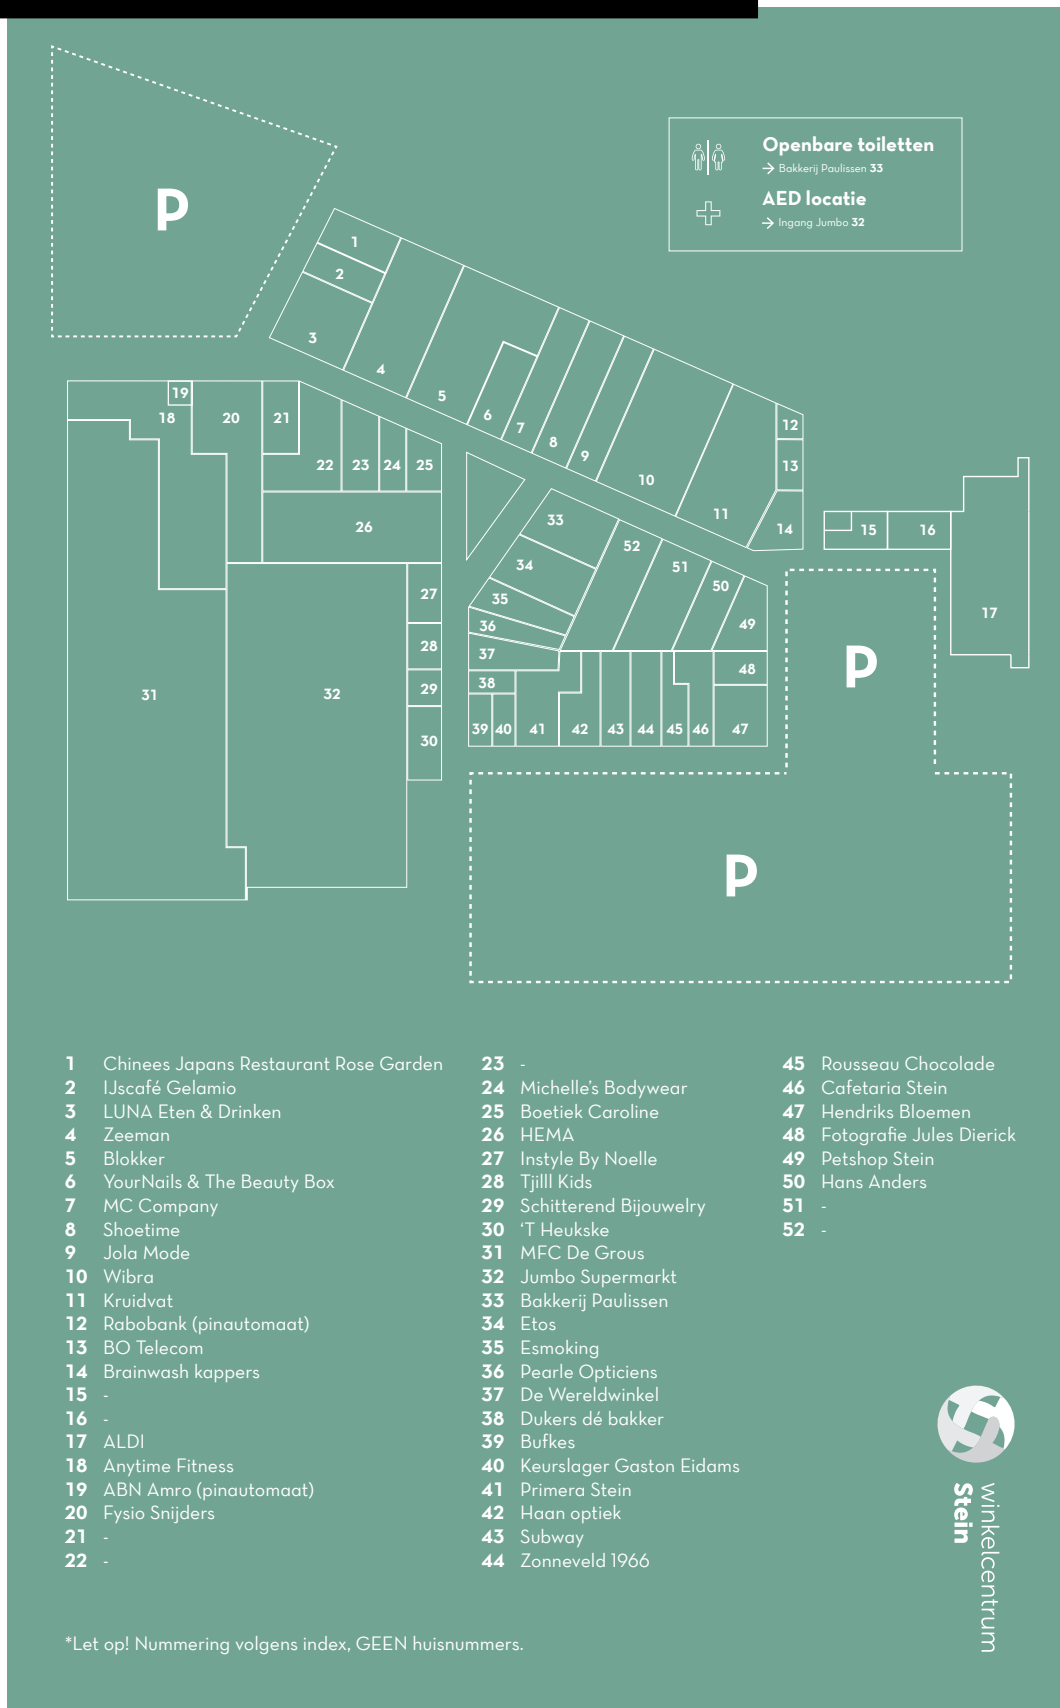 P
Openbare toiletten
→ Bakkerij Paulissen 33
AED locatie
→ Ingang Jumbo 32
1
2
3
4
5
6
7
8
9
10
11
12
13
14
15
16
17
18
19
20
21
22
23
24
25
26
27
28
29
30
31
32
33
34
35
36
37
38
39
40
41
42
43
44
45
46
47
48
49
50
51
52
P
P
1 Chinees Japans Restaurant Rose Garden
2 IJscafé Gelamio
3 LUNA Eten & Drinken
4 Zeeman
5 Blokker
6 YourNails & The Beauty Box
7 MC Company
8 Shoetime
9 Jola Mode
10 Wibra
11 Kruidvat
12 Rabobank (pinautomaat)
13 BO Telecom
14 Brainwash kappers
15 -
16 -
17 ALDI
18 Anytime Fitness
19 ABN Amro (pinautomaat)
20 Fysio Snijders
21 -
22 -
23 -
24 Michelle's Bodywear
25 Boetiek Caroline
26 HEMA
27 Instyle By Noelle
28 Tjilll Kids
29 Schitterend Bijouwelry
30 ‘T Heukske
31 MFC De Grous
32 Jumbo Supermarkt
33 Bakkerij Paulissen
34 Etos
35 Esmoking
36 Pearle Opticiens
37 De Wereldwinkel
38 Dukers dé bakker
39 Bufkes
40 Keurslager Gaston Eidams
41 Primera Stein
42 Haan optiek
43 Subway
44 Zonneveld 1966
45 Rousseau Chocolade
46 Cafetaria Stein
47 Hendriks Bloemen
48 Fotografie Jules Dierick
49 Petshop Stein
50 Hans Anders
51 -
52 -
winkelcentrum
Stein
*Let op! Nummering volgens index, GEEN huisnummers.